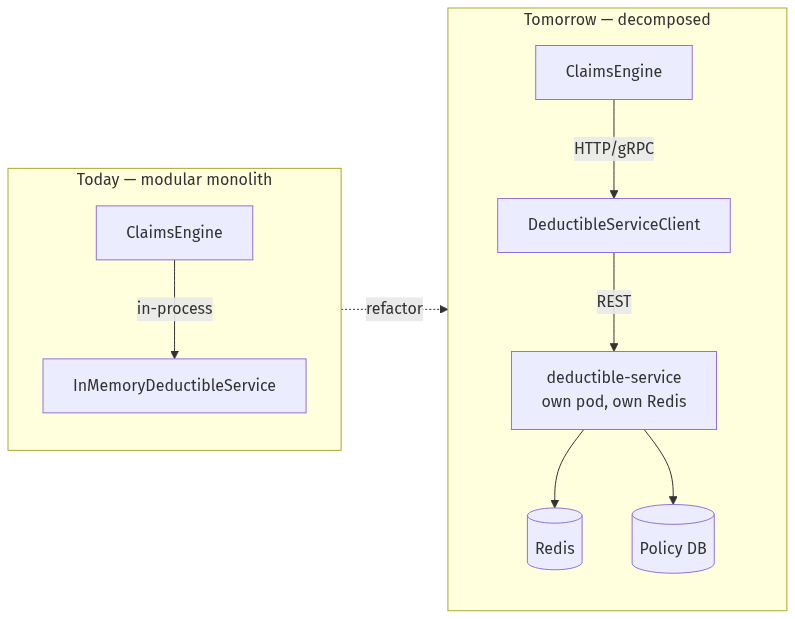 Today — modular monolith
ClaimsEngine
in-process
InMemoryDeductibleService
refactor
Tomorrow — decomposed
ClaimsEngine
HTTP/gRPC
DeductibleServiceClient
REST
deductible-service
own pod, own Redis
Redis
Policy DB